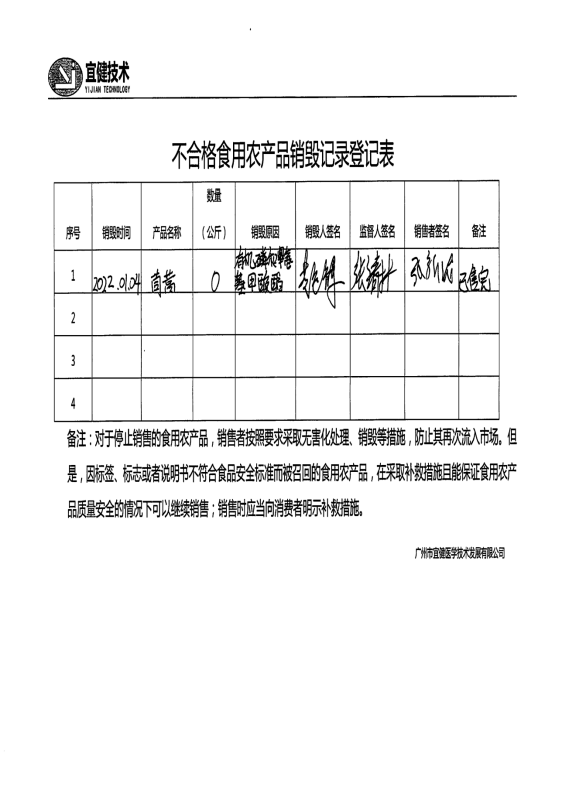 宜健技术
YIJIAN TECHNOLOGY
不合格食用农产品销毁记录登记表
序号 销毁时间 产品名称 数量（公斤） 销毁原因 销毁人签名 监督人签名 销售者签名 备注
1 2022.01.04 茼蒿 0 有机磷和氨基甲酸酯 已售完
2
3
4
备注：对于停止销售的食用农产品，销售者按照要求采取无害化处理、销毁等措施，防止其再次流入市场。但
是，因标签、标志或者说明书不符合食品安全标准而被召回的食用农产品，在采取补救措施且能保证食用农产
品质量安全的情况下可以继续销售；销售时应当向消费者明示补救措施。
广州市宜健医学技术发展有限公司